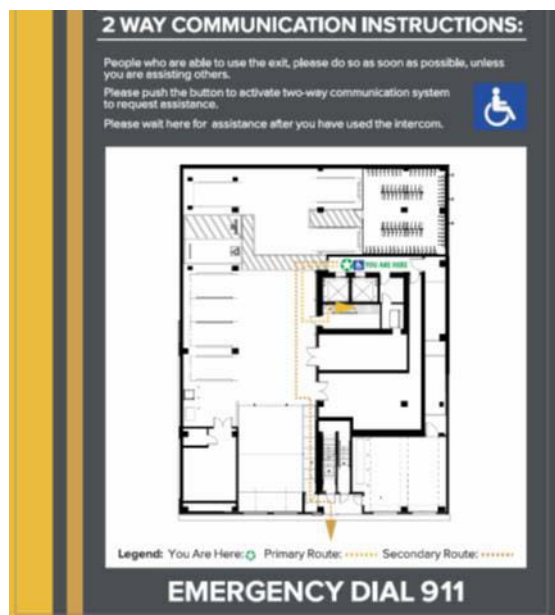 2 WAY COMMUNICATION INSTRUCTIONS:
People who are able to use the exit, please do so as soon as possible, unless
you are assisting others.
Please push the button to activate two-way communication system
to request assistance.
Please wait here for assistance after you have used the intercom.
YOU ARE HERE
Legend: You Are Here: Primary Route: Secondary Route:
EMERGENCY DIAL 911